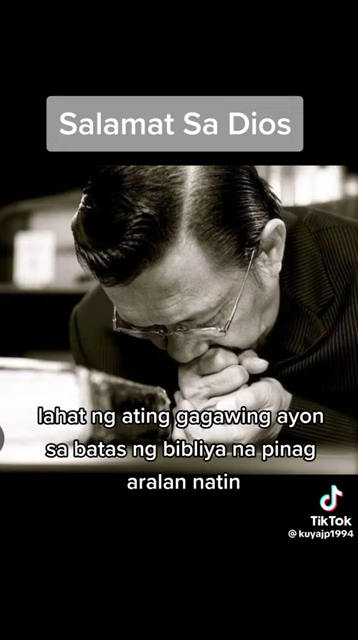 Salamat Sa Dios
lahat ng ating gagawing ayon
sa batas ng bibliya na pinag
aralan natin
TikTok
@kuyajp1994